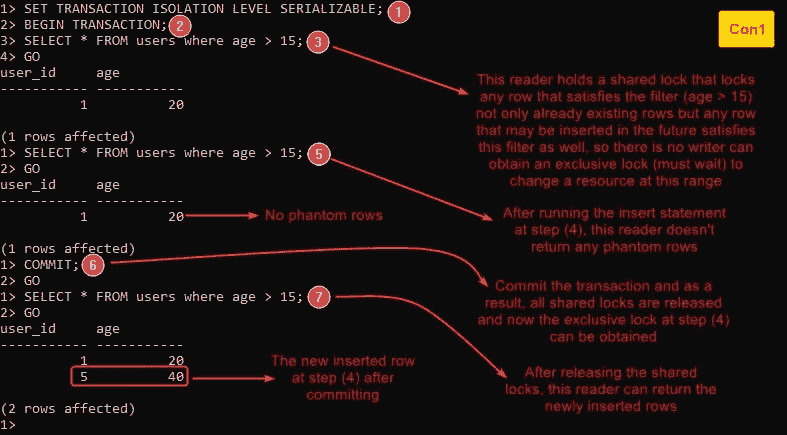 1> SET TRANSACTION ISOLATION LEVEL SERIALIZABLE; 1
2> BEGIN TRANSACTION; 2
3> SELECT * FROM users where age > 15; 3
4> GO
user_id age
----------- -----------
1 20
(1 rows affected)
1> SELECT * FROM users where age > 15; 5
2> GO
user_id age
----------- -----------
1 20
(1 rows affected)
1> COMMIT; 6
2> GO
1> SELECT * FROM users where age > 15; 7
2> GO
user_id age
----------- -----------
1 20
5 40
(2 rows affected)
1>
Con1
This reader holds a shared lock that locks
any row that satisfies the filter (age > 15)
not only already existing rows but any row
that may be inserted in the future satisfies
this filter as well, so there is no writer can
obtain an exclusive lock (must wait) to
change a resource at this range
No phantom rows
After running the insert statement
at step (4), this reader doesn't
return any phantom rows
Commit the transaction and as a
result, all shared locks are released
and now the exclusive lock at step (4)
can be obtained
The new inserted row
at step (4) after
committing
After releasing the shared
locks, this reader can return the
newly inserted rows